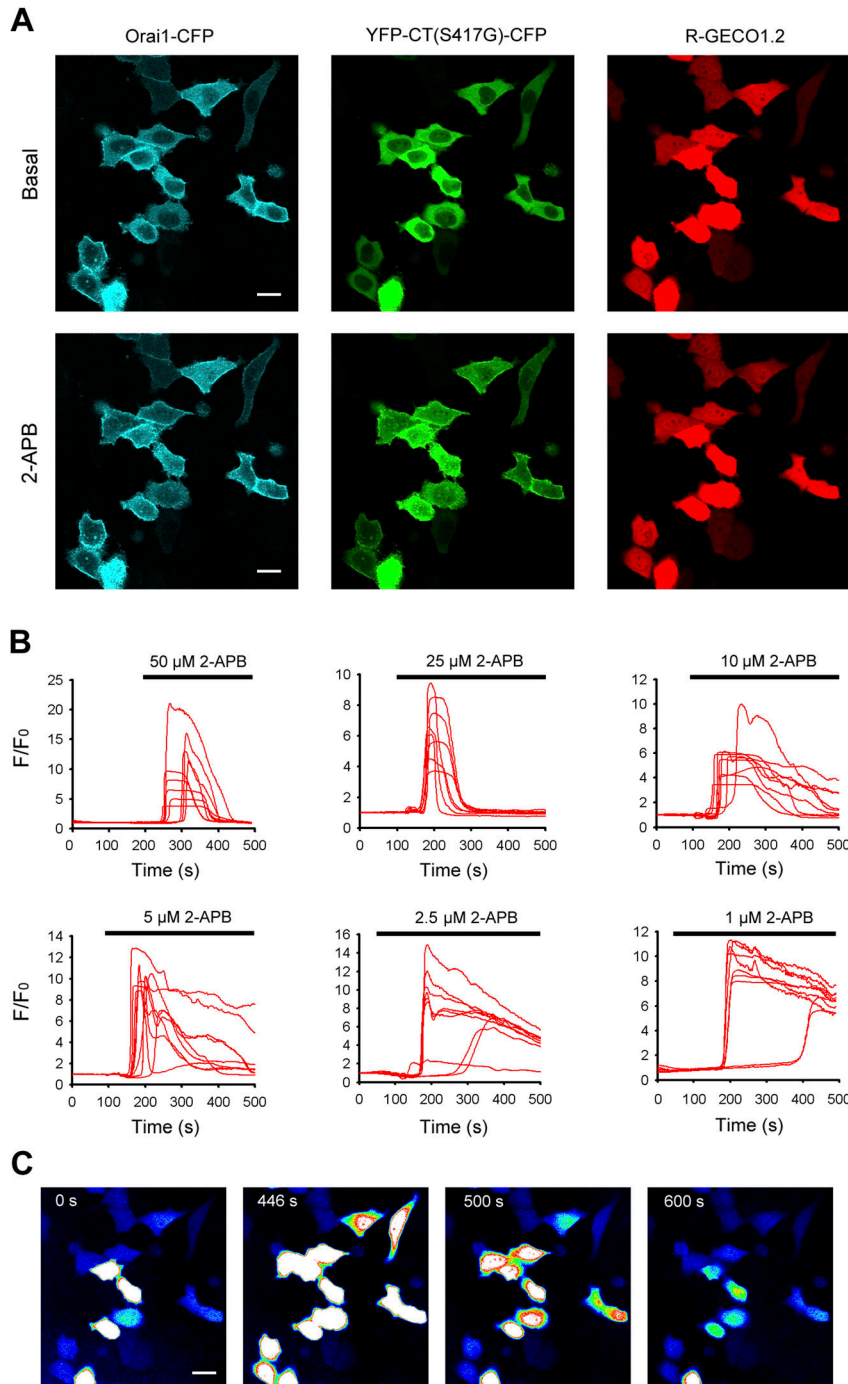 A
Orai1-CFP YFP-CT(S417G)-CFP R-GECO1.2
Basal
2-APB
B
50 µM 2-APB 25 µM 2-APB 10 µM 2-APB
F/F0
25
20
15
10
5
0
0 100 200 300 400 500
Time (s)
10
8
6
4
2
0
0 100 200 300 400 500
Time (s)
12
10
8
6
4
2
0
0 100 200 300 400 500
Time (s)
5 µM 2-APB 2.5 µM 2-APB 1 µM 2-APB
F/F0
14
12
10
8
6
4
2
0
0 100 200 300 400 500
Time (s)
16
14
12
10
8
6
4
2
0
0 100 200 300 400 500
Time (s)
12
10
8
6
4
2
0
0 100 200 300 400 500
Time (s)
C
0 s 446 s 500 s 600 s